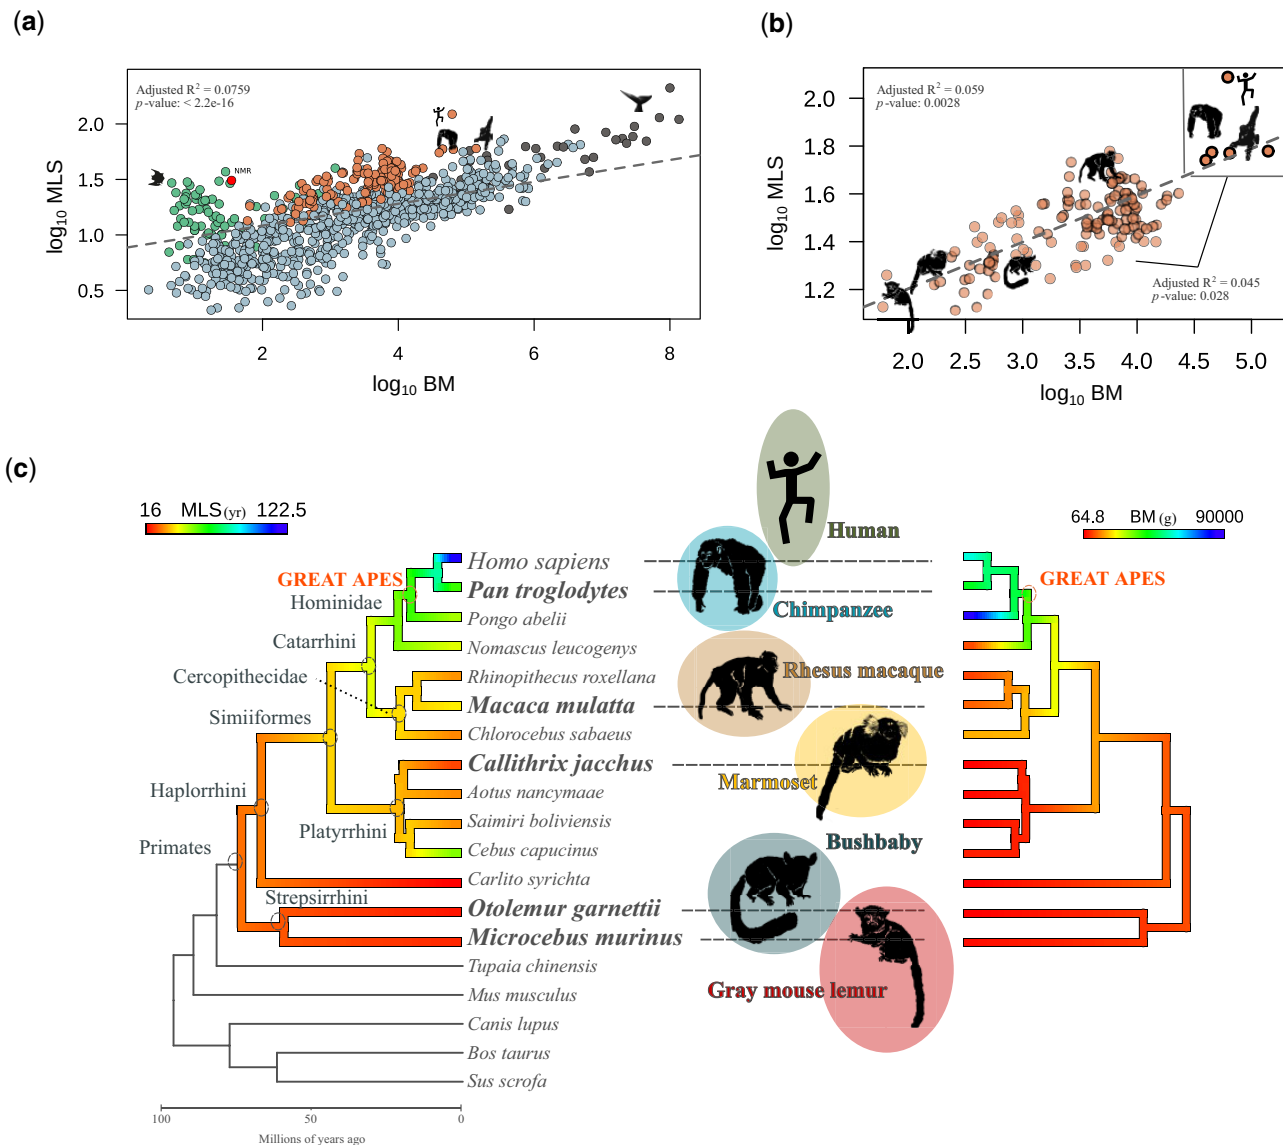 (a)
Adjusted R² = 0.0759
p-value: < 2.2e-16
NMR
log₁₀ MLS
2.0
1.5
1.0
0.5
2 4 6 8
log₁₀ BM
(b)
Adjusted R² = 0.059
p-value: 0.0028
log₁₀ MLS
2.0
1.8
1.6
1.4
1.2
Adjusted R² = 0.045
p-value: 0.028
2.0 2.5 3.0 3.5 4.0 4.5 5.0
log₁₀ BM
(c)
16 MLS (yr) 122.5
64.8 BM (g) 90000
GREAT APES
Hominidae
Catarrhini
Cercopithecidae
Simiiformes
Haplorrhini
Platyrrhini
Primates
Strepsirrhini
Homo sapiens
Pan troglodytes
Pongo abelii
Nomascus leucogenys
Rhinopithecus roxellana
Macaca mulatta
Chlorocebus sabaeus
Callithrix jacchus
Aotus nancymaae
Saimiri boliviensis
Cebus capucinus
Carlito syrichta
Otolemur garnettii
Microcebus murinus
Tupaia chinensis
Mus musculus
Canis lupus
Bos taurus
Sus scrofa
Human
Chimpanzee
Rhesus macaque
Marmoset
Bushbaby
Gray mouse lemur
GREAT APES
100 50 0
Millions of years ago